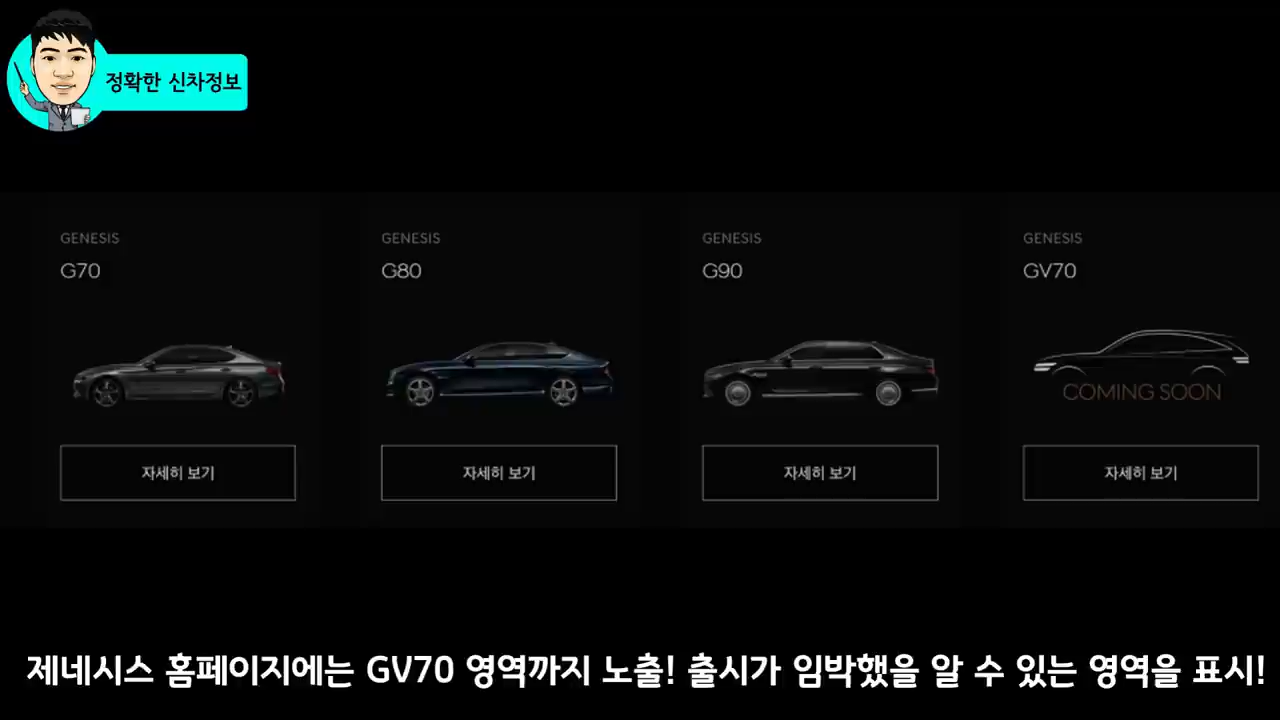 정확한 신차정보
GENESIS
G70
자세히 보기
GENESIS
G80
자세히 보기
GENESIS
G90
자세히 보기
GENESIS
GV70
COMING SOON
자세히 보기
제네시스 홈페이지에는 GV70 영역까지 노출! 출시가 임박했을 알 수 있는 영역을 표시!